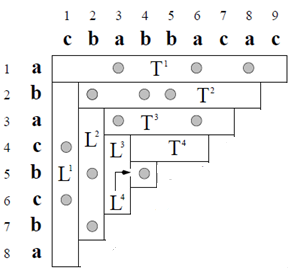 1 2 3 4 5 6 7 8 9
c b a b b a c a c
1 a T¹
2 b T²
3 a L² T³
4 c L³ T⁴
5 b L¹
6 c L⁴
7 b
8 a